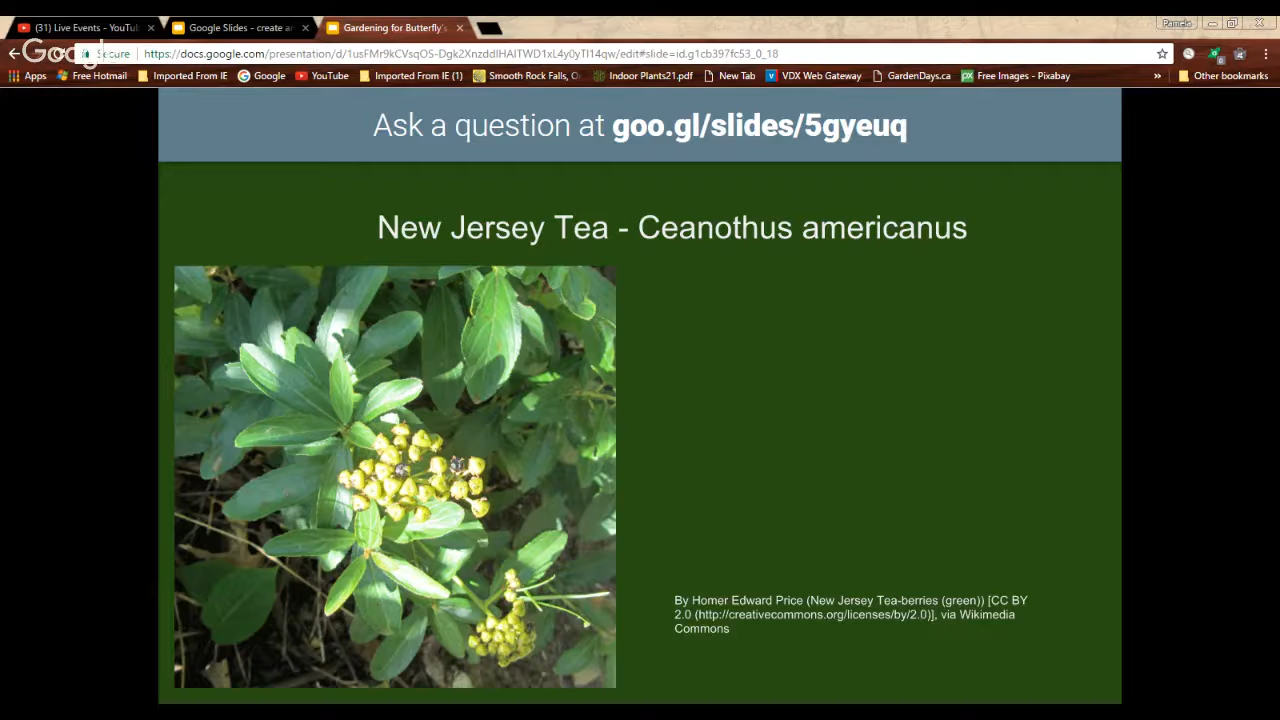 (31) Live Events - YouTu
Google Slides - create a
Gardening for Butterfly's
Pamela
Secure
https://docs.google.com/presentation/d/1usFMr9kCVsqOS-Dgk2XnzddIHAITWD1xL4y0yTI14qw/edit#slide=id.g1cb397fc53_0_18
Apps Free Hotmail Imported From IE Google YouTube Imported From IE (1) Smooth Rock Falls, O Indoor Plants21.pdf New Tab VDX Web Gateway GardenDays.ca Free Images - Pixabay » Other bookmarks
Ask a question at goo.gl/slides/5gyeuq
New Jersey Tea - Ceanothus americanus
By Homer Edward Price (New Jersey Tea-berries (green)) [CC BY
2.0 (http://creativecommons.org/licenses/by/2.0)], via Wikimedia
Commons